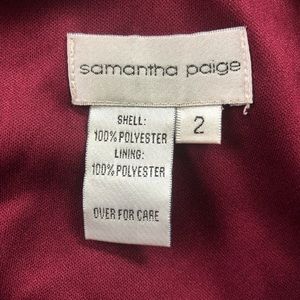 samantha paige
2
SHELL:
100% POLYESTER
LINING:
100% POLYESTER
OVER FOR CARE